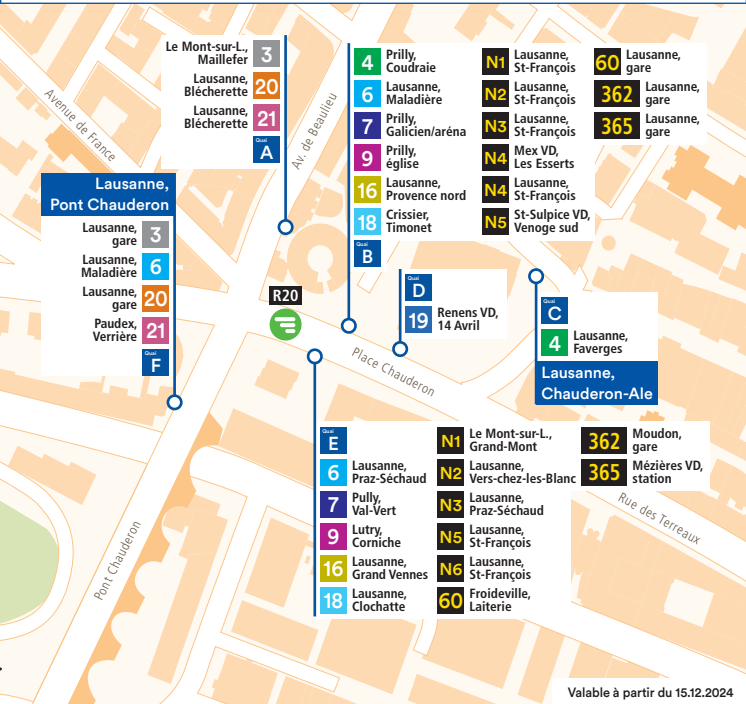 Le Mont-sur-L.,
Maillefer 3
Lausanne,
Blécherette 20
Lausanne,
Blécherette 21
Quai
A
Avenue de France
Av. de Beaulieu
4 Prilly,
Coudraie
6 Lausanne,
Maladière
7 Prilly,
Galicien/aréna
9 Prilly,
église
16 Lausanne,
Provence nord
18 Crissier,
Timonet
Quai
B
N1 Lausanne,
St-François
N2 Lausanne,
St-François
N3 Lausanne,
St-François
N4 Mex VD,
Les Esserts
N4 Lausanne,
St-François
N5 St-Sulpice VD,
Venoge sud
60 Lausanne,
gare
362 Lausanne,
gare
365 Lausanne,
gare
Lausanne,
Pont Chauderon
Lausanne,
gare 3
Lausanne,
Maladière 6
Lausanne,
gare 20
Paudex,
Verrière 21
Quai
F
R20
Quai
D
19 Renens VD,
14 Avril
Quai
C
4 Lausanne,
Faverges
Lausanne,
Chauderon-Ale
Place Chauderon
Quai
E
6 Lausanne,
Praz-Séchaud
7 Pully,
Val-Vert
9 Lutry,
Corniche
16 Lausanne,
Grand Vennes
18 Lausanne,
Clochatte
N1 Le Mont-sur-L.,
Grand-Mont
N2 Lausanne,
Vers-chez-les-Blanc
N3 Lausanne,
Praz-Séchaud
N5 Lausanne,
St-François
N6 Lausanne,
St-François
60 Froideville,
Laiterie
362 Moudon,
gare
365 Mézières VD,
station
Rue des Terreaux
Pont Chauderon
Valable à partir du 15.12.2024